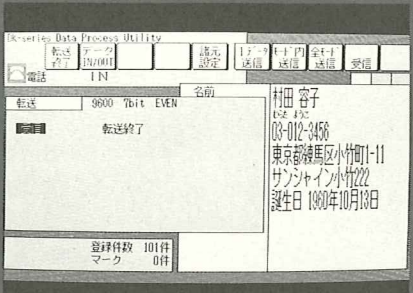 -series Data Process Utility
転送終了 データIN/OUT 諸元設定 1データ送信 モード内送信 全モード送信 受信
電話 IN
名前
転送 9600 7bit EVEN
転送終了
村田 容子
03-012-3456
東京都練馬区小竹町1-11
サンシャイン小竹222
誕生日 1960年10月13日
登録件数 101件
マーク 0件